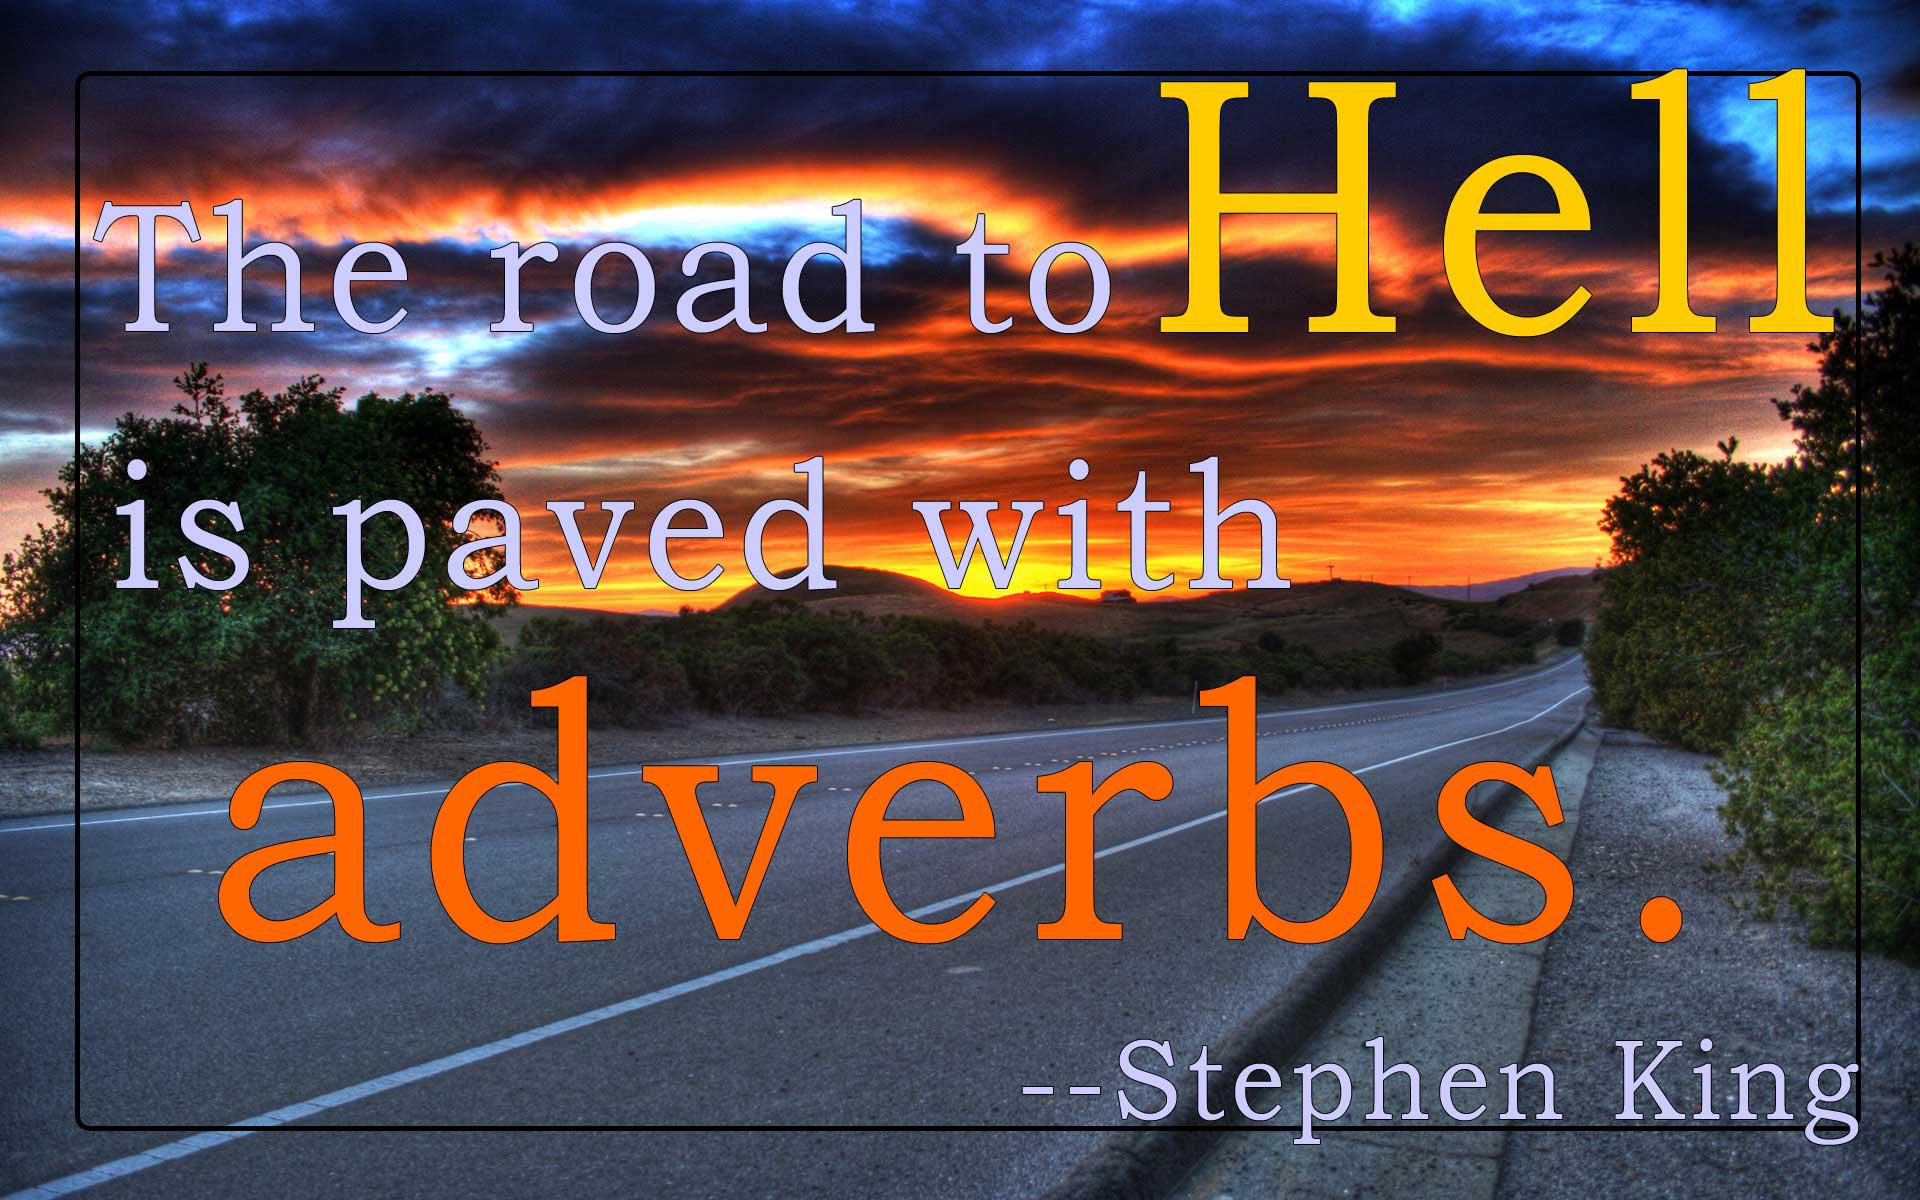 The road to Hell
is paved with
adverbs.
--Stephen King